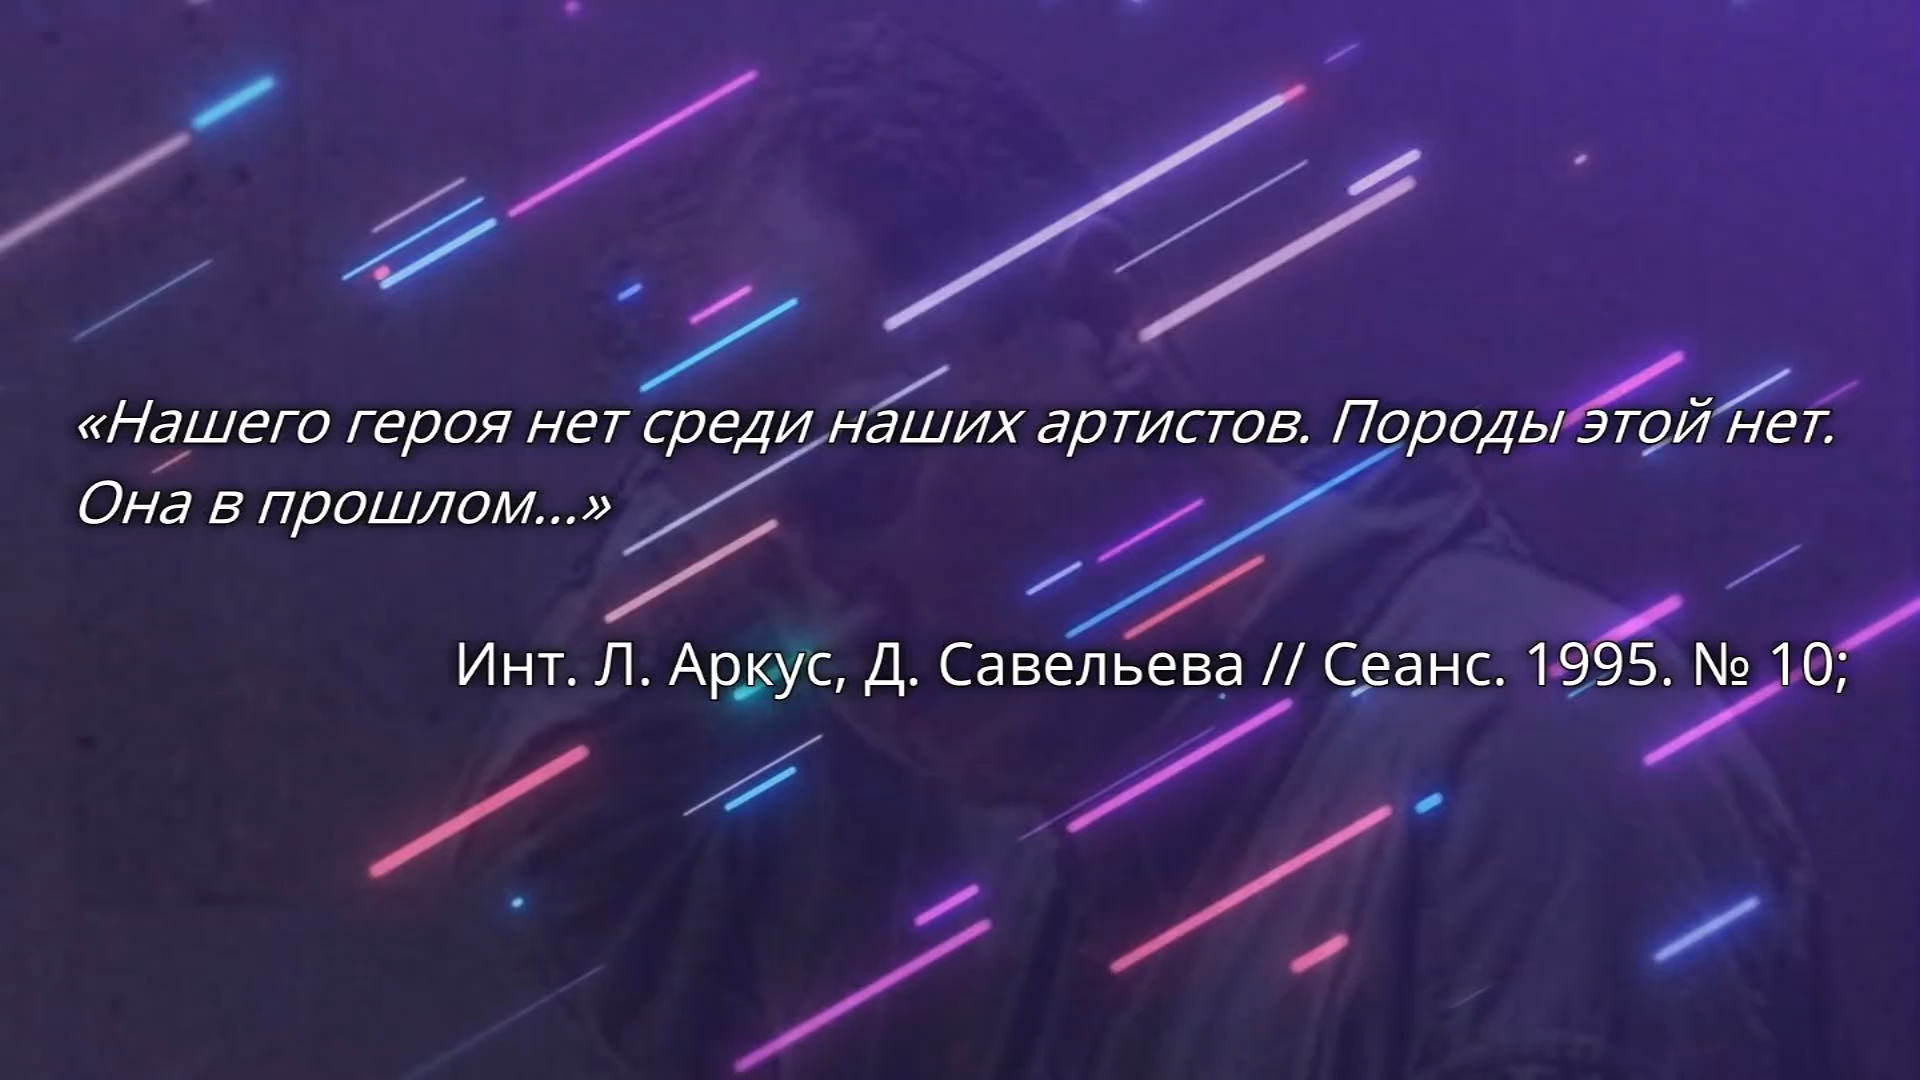 «Нашего героя нет среди наших артистов. Породы этой нет.
Она в прошлом...»
Инт. Л. Аркус, Д. Савельева // Сеанс. 1995. № 10;